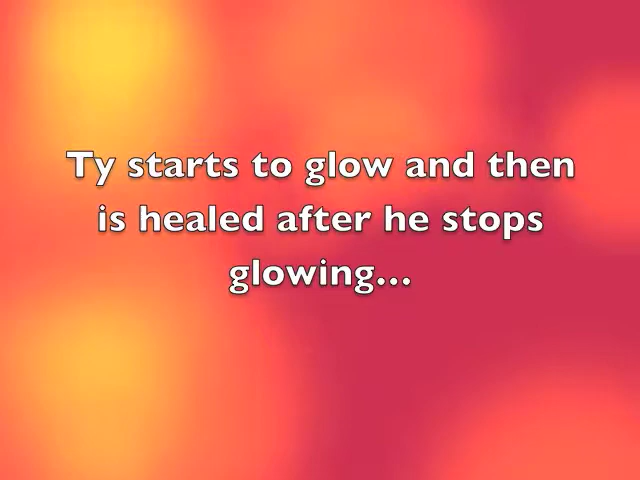 Ty starts to glow and then
is healed after he stops
glowing...